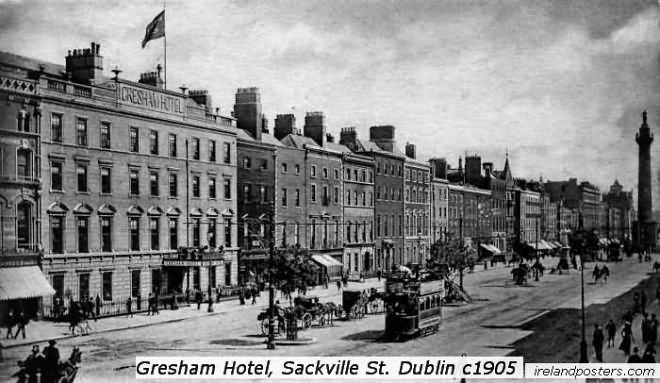 GRESHAM HOTEL
Gresham Hotel, Sackville St. Dublin c1905
irelandposters.com